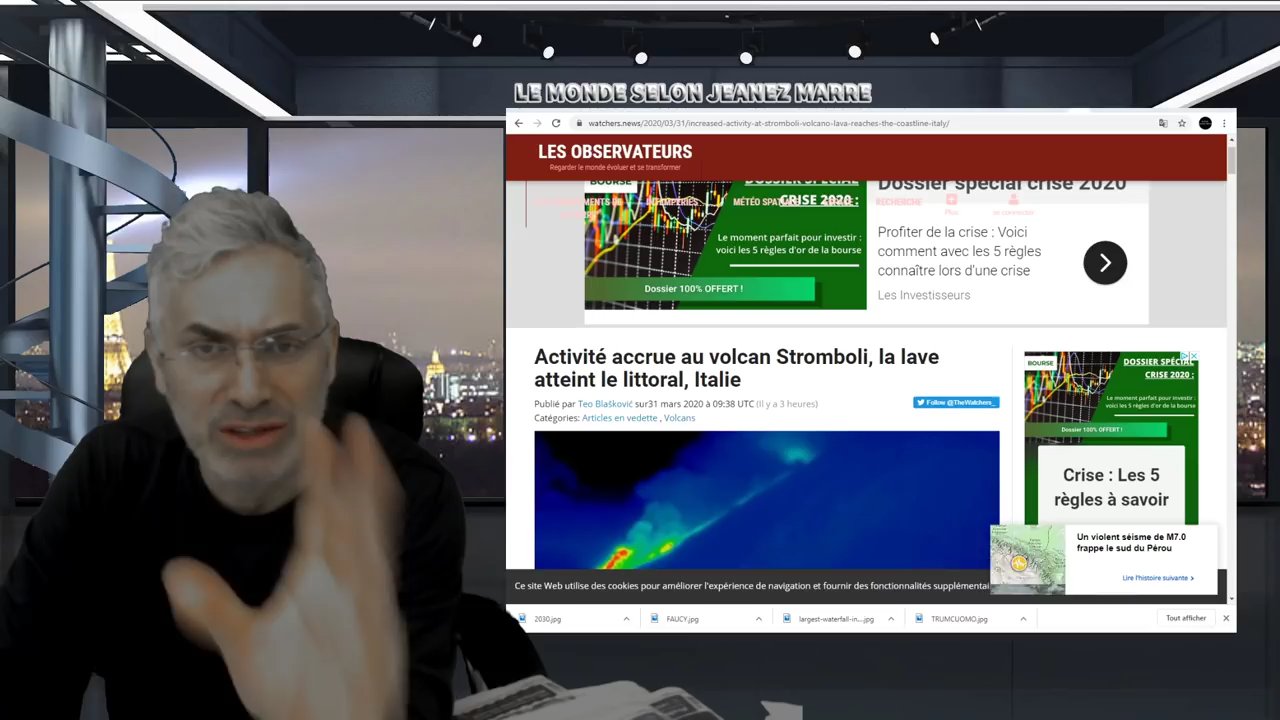 LE MONDE SELON JEANEZ MARRE
watchers.news/2020/03/31/increased-activity-at-stromboli-volcano-lava-reaches-the-coastline-italy/
LES OBSERVATEURS
Regarder le monde évoluer et se transformer
BOURSE
DOSSIER SPÉCIAL
CRISE 2020 :
Le moment parfait pour investir :
voici les 5 règles d'or de la bourse
Dossier 100% OFFERT !
MÉTÉO
RECHERCHE
Plus
se connecter
Dossier spécial crise 2020
Profiter de la crise : Voici
comment avec les 5 règles
connaître lors d'une crise
Les Investisseurs
Activité accrue au volcan Stromboli, la lave
atteint le littoral, Italie
Publié par Teo Blašković sur31 mars 2020 à 09:38 UTC (Il y a 3 heures)
Catégories: Articles en vedette , Volcans
Follow @TheWatchers_
BOURSE
DOSSIER SPÉCIAL
CRISE 2020 :
Le moment parfait pour investir :
voici les 5 règles d'or de la bourse
Dossier 100% OFFERT !
Crise : Les 5
règles à savoir
Un violent séisme de M7.0
frappe le sud du Pérou
Lire l'histoire suivante >
Ce site Web utilise des cookies pour améliorer l'expérience de navigation et fournir des fonctionnalités supplémentai
2030.jpg
FAUCY.jpg
largest-waterfall-in....jpg
TRUMCUOMO.jpg
Tout afficher